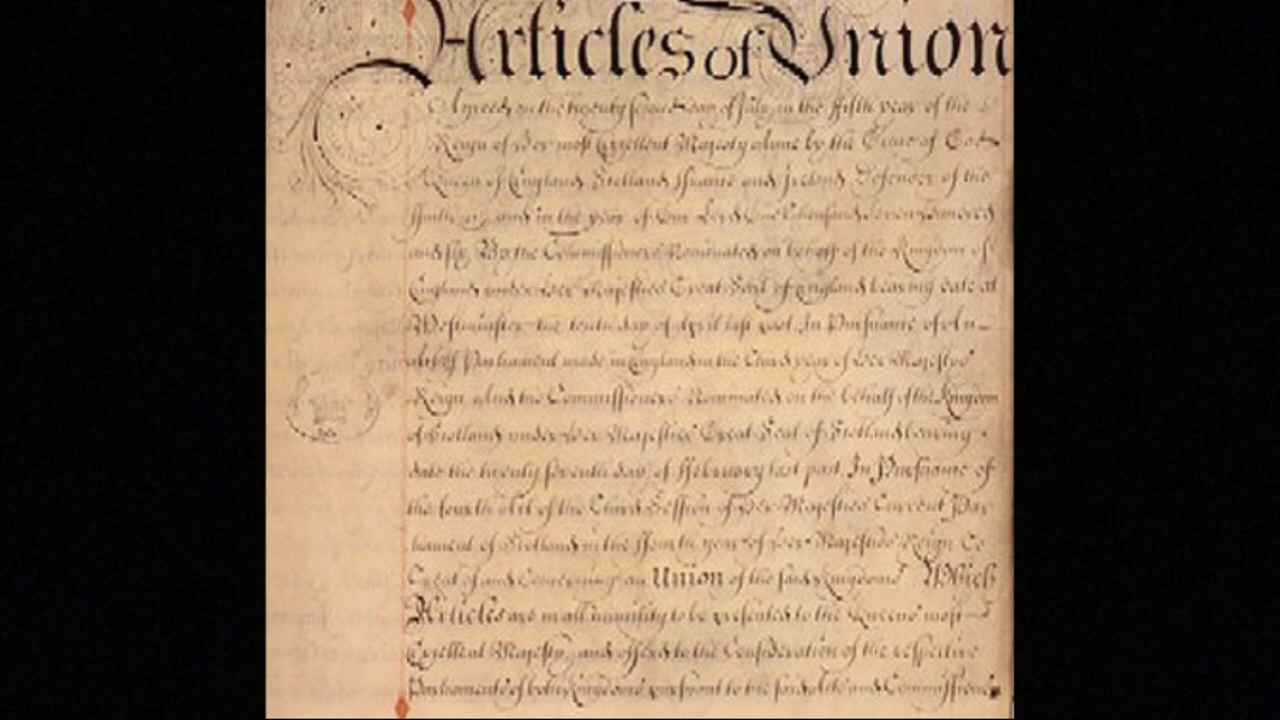 Articles of Union
Agreed on the twenty second day of July, in the fifth year of the
Reign of Her most Excellent Majesty Anne by the Grace of God
Queen of England Scotland France and Ireland Defender of the
Faith &c. and in the year of Our Lord One thousand Seven hundred
and six, By the Commissioners Nominated on behalf of the Kingdom of
England under Her Majesties Great Seal of England bearing date at
Westminster the tenth day of April last past, In Pursuance of An
Act of Parliament made in England in the third year of Her Majesties
Reign And the Commissioners Nominated on the behalf of the Kingdom
of Scotland under Her Majesties Great Seal of Scotland bearing
date the twenty seventh day of February last past In Pursuance of
the fourth Act of the third Session of Her Majesties Current Par
liament of Scotland in the fourth year of Her Majesties Reign to
treat of and Concerning an Union of the said Kingdoms Which
Articles are in all humility to be presented to the Queens most
Excellent Majesty, and offered to the Consideration of the respective
Parliaments of both Kingdoms pursuant to the said Acts and Commissions